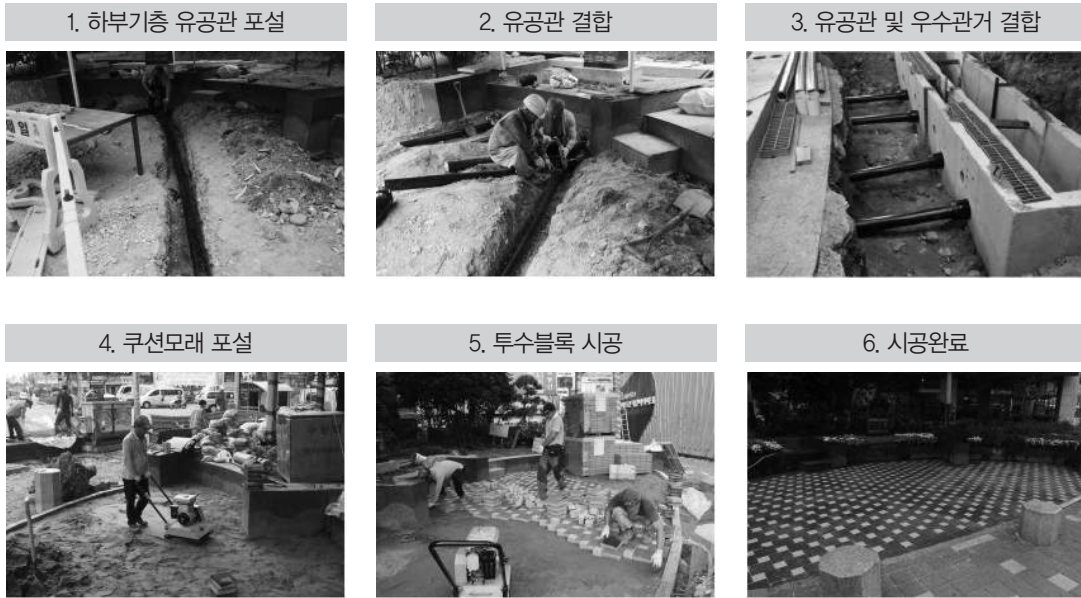 1. 하부기층 유공관 포설
2. 유공관 결합
3. 유공관 및 우수관거 결합
4. 쿠션모래 포설
5. 투수블록 시공
6. 시공완료